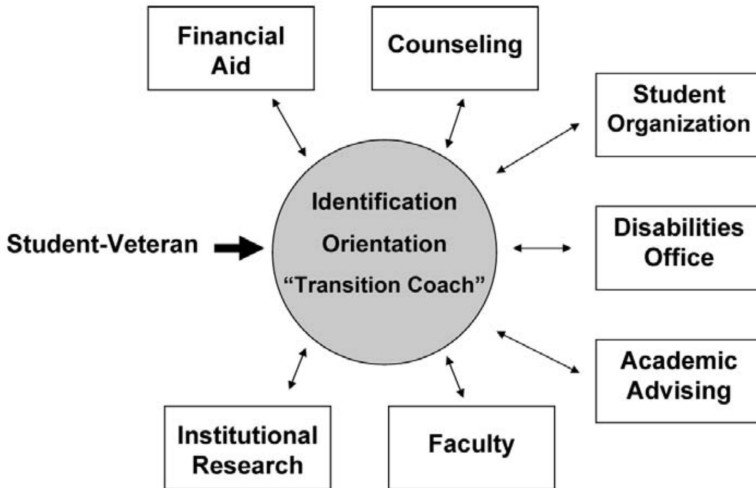 Financial
Aid
Counseling
Student
Organization
Identification
Orientation
“Transition Coach”
Student-Veteran
Disabilities
Office
Academic
Advising
Institutional
Research
Faculty